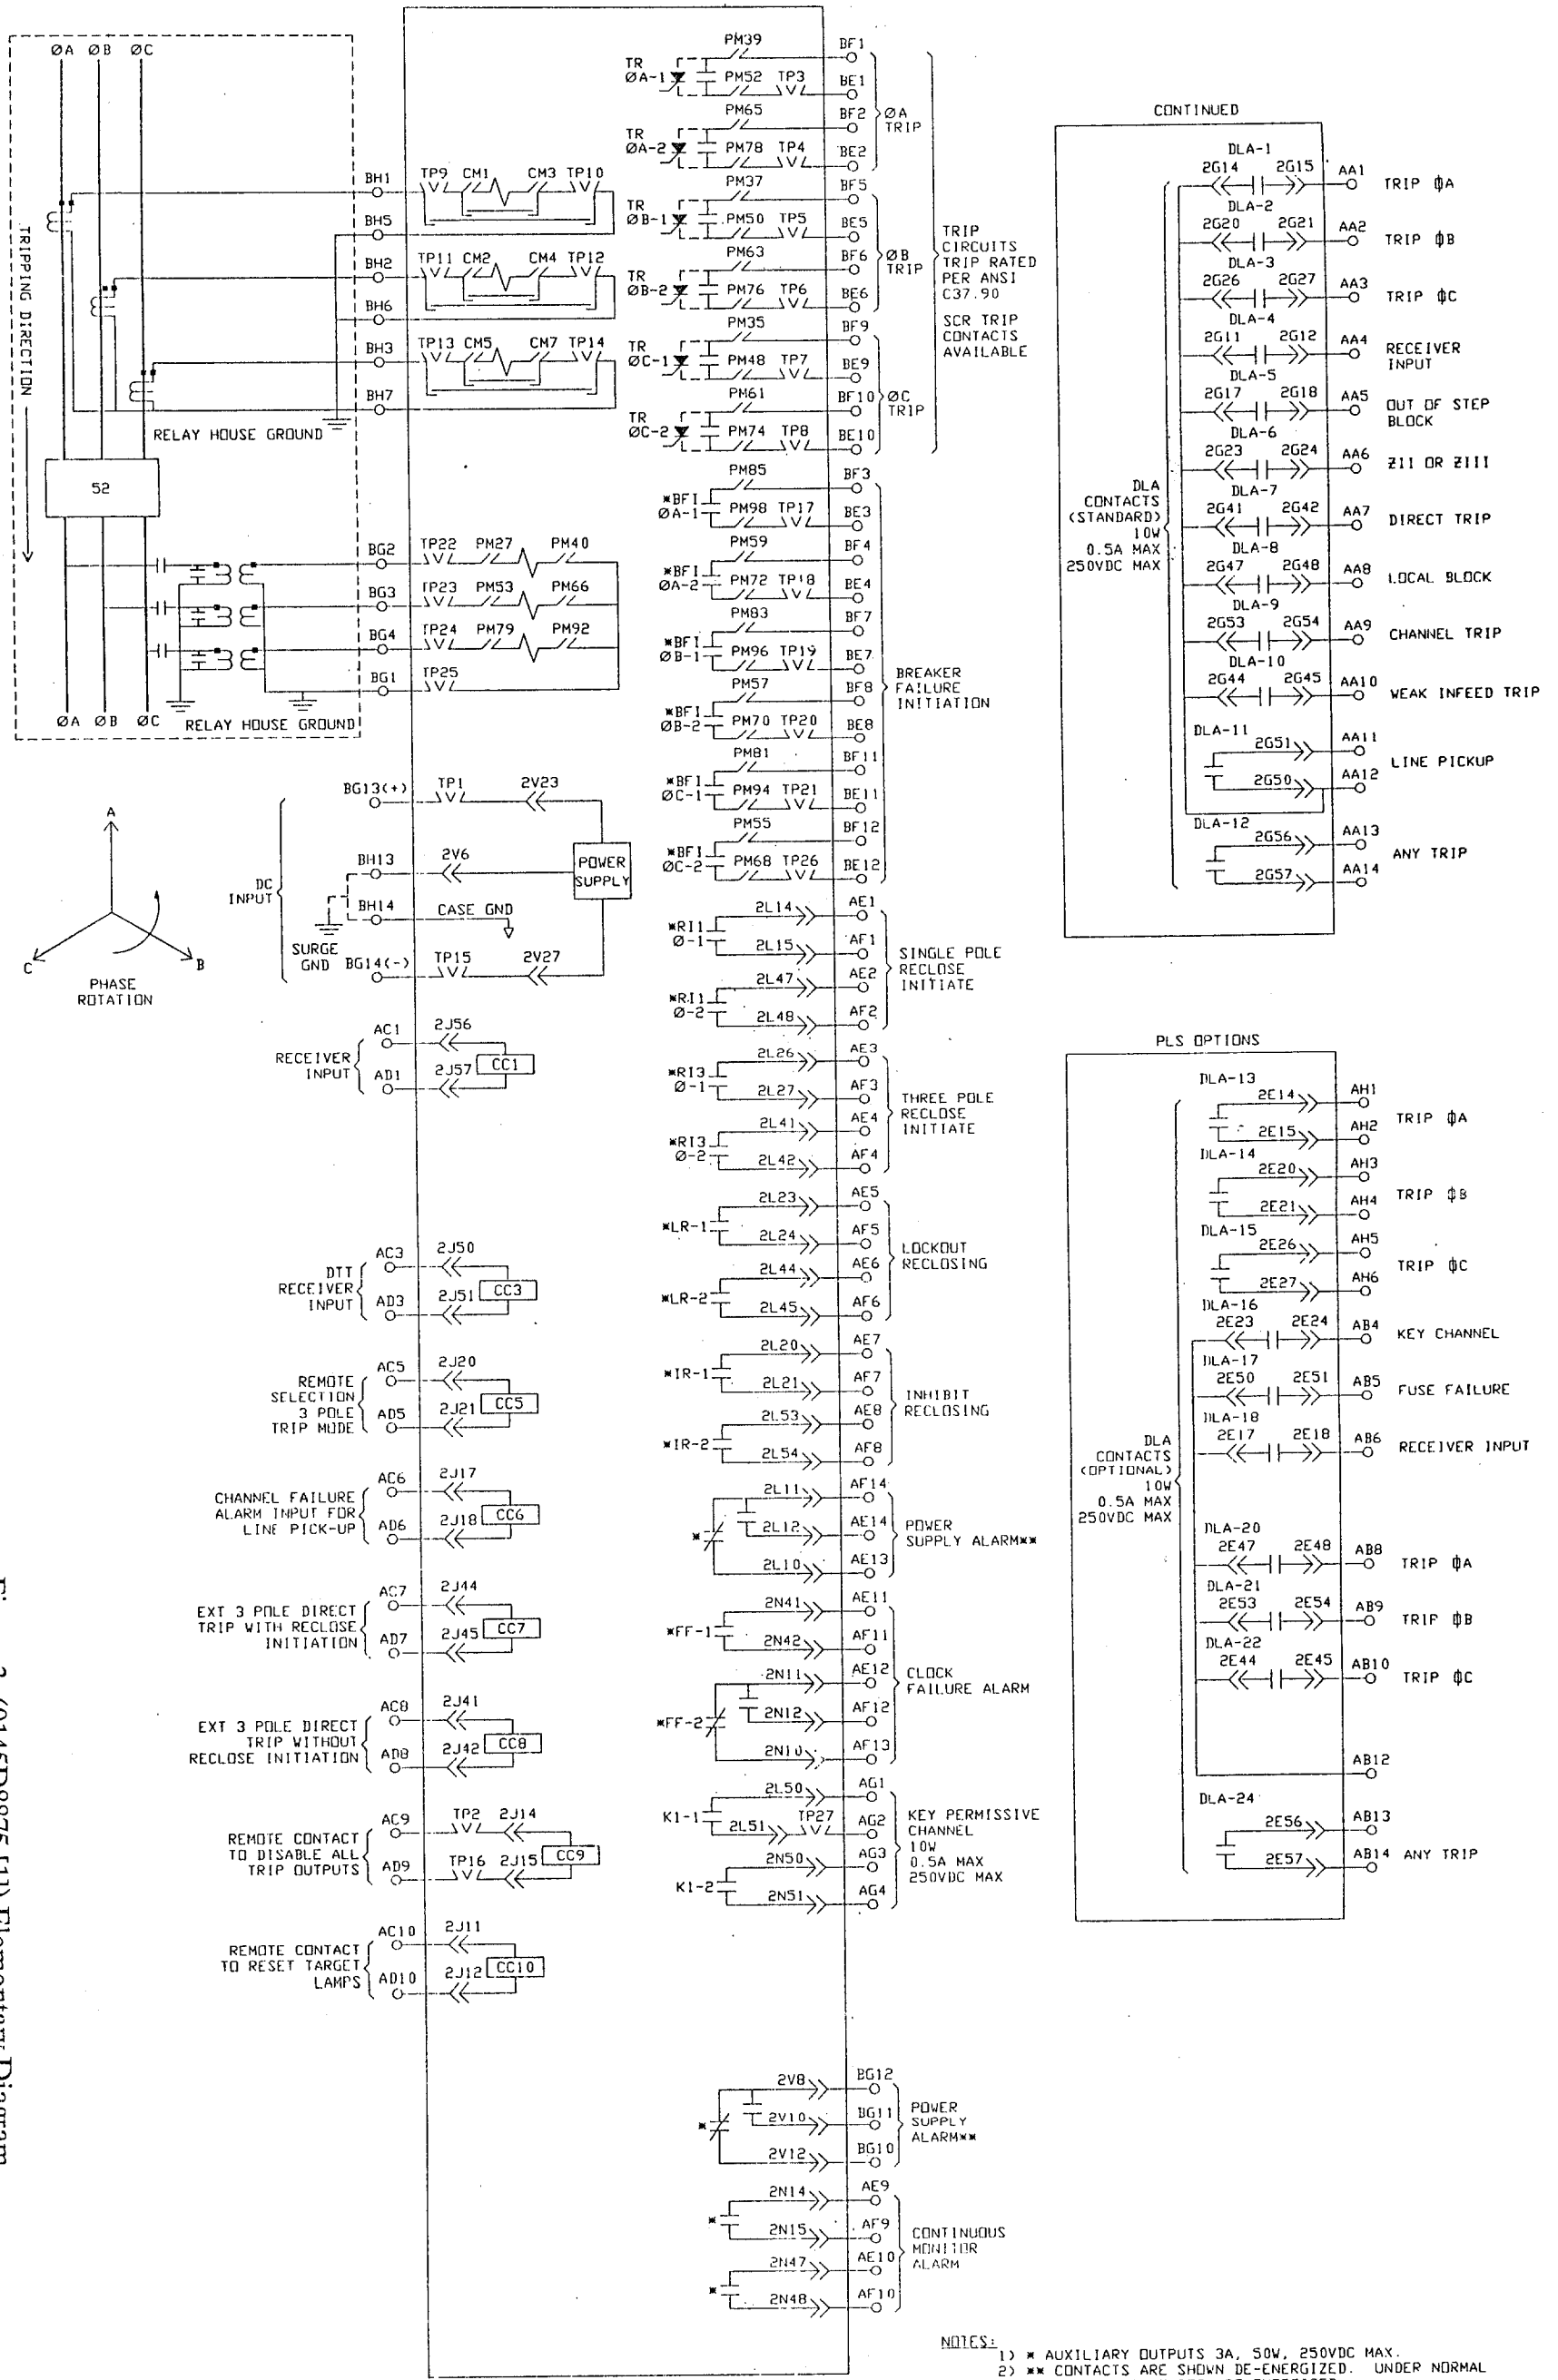 ØA ØB ØC
TRIPPING DIRECTION
BH1
BH5
BH2
BH6
BH3
BH7
RELAY HOUSE GROUND
52
BG2
BG3
BG4
BG1
ØA ØB ØC
RELAY HOUSE GROUND
TP9 CM1 CM3 TP10
TP11 CM2 CM4 TP12
TP13 CM5 CM7 TP14
TP22 PM27 PM40
TP23 PM53 PM66
TP24 PM79 PM92
TP25
A
C
B
PHASE
ROTATION
DC
INPUT
BG13(+) TP1 2V23
BH13 2V6
POWER
SUPPLY
BH14 CASE GND
SURGE
GND
BG14(-) TP15 2V27
RECEIVER
INPUT
AC1 2J56
AD1 2J57 CC1
DTT
RECEIVER
INPUT
AC3 2J50
AD3 2J51 CC3
REMOTE
SELECTION
3 POLE
TRIP MODE
AC5 2J20
AD5 2J21 CC5
CHANNEL FAILURE
ALARM INPUT FOR
LINE PICK-UP
AC6 2J17
AD6 2J18 CC6
EXT 3 POLE DIRECT
TRIP WITH RECLOSE
INITIATION
AC7 2J44
AD7 2J45 CC7
EXT 3 POLE DIRECT
TRIP WITHOUT
RECLOSE INITIATION
AC8 2J41
AD8 2J42 CC8
REMOTE CONTACT
TO DISABLE ALL
TRIP OUTPUTS
AC9 TP2 2J14
AD9 TP16 2J15 CC9
REMOTE CONTACT
TO RESET TARGET
LAMPS
AC10 2J11
AD10 2J12 CC10
TR
ØA-1
PM39 BF1
PM52 TP3 BE1
TR
ØA-2
PM65 BF2
PM78 TP4 BE2
ØA
TRIP
TR
ØB-1
PM37 BF5
PM50 TP5 BE5
TR
ØB-2
PM63 BF6
PM76 TP6 BE6
ØB
TRIP
TR
ØC-1
PM35 BF9
PM48 TP7 BE9
TR
ØC-2
PM61 BF10
PM74 TP8 BE10
ØC
TRIP
TRIP
CIRCUITS
TRIP RATED
PER ANSI
C37.90
SCR TRIP
CONTACTS
AVAILABLE
*BFI
ØA-1
PM85 BF3
PM98 TP17 BE3
*BFI
ØA-2
PM59 BF4
PM72 TP18 BE4
*BFI
ØB-1
PM83 BF7
PM96 TP19 BE7
*BFI
ØB-2
PM57 BF8
PM70 TP20 BE8
*BFI
ØC-1
PM81 BF11
PM94 TP21 BE11
*BFI
ØC-2
PM55 BF12
PM68 TP26 BE12
BREAKER
FAILURE
INITIATION
*RI1
Ø-1
2L14 AE1
2L15 AF1
*RI1
Ø-2
2L47 AE2
2L48 AF2
SINGLE POLE
RECLOSE
INITIATE
*RI3
Ø-1
2L26 AE3
2L27 AF3
*RI3
Ø-2
2L41 AE4
2L42 AF4
THREE POLE
RECLOSE
INITIATE
*LR-1
2L23 AE5
2L24 AF5
*LR-2
2L44 AE6
2L45 AF6
LOCKOUT
RECLOSING
*IR-1
2L20 AE7
2L21 AF7
*IR-2
2L53 AE8
2L54 AF8
INHIBIT
RECLOSING
*
2L11 AF14
2L12 AE14
2L10 AE13
POWER
SUPPLY ALARM**
*FF-1
2N41 AE11
2N42 AF11
*FF-2
2N11 AE12
2N12 AF12
2N10 AF13
CLOCK
FAILURE ALARM
K1-1
2L50 AG1
2L51 TP27 AG2
K1-2
2N50 AG3
2N51 AG4
KEY PERMISSIVE
CHANNEL
10W
0.5A MAX
250VDC MAX
*
2V8 BG12
2V10 BG11
2V12 BG10
POWER
SUPPLY
ALARM**
*
2N14 AE9
2N15 AF9
*
2N47 AE10
2N48 AF10
CONTINUOUS
MONITOR
ALARM
CONTINUED
DLA
CONTACTS
(STANDARD)
10W
0.5A MAX
250VDC MAX
DLA-1
2G14 2G15 AA1 TRIP ϕA
DLA-2
2G20 2G21 AA2 TRIP ϕB
DLA-3
2G26 2G27 AA3 TRIP ϕC
DLA-4
2G11 2G12 AA4 RECEIVER
INPUT
DLA-5
2G17 2G18 AA5 OUT OF STEP
BLOCK
DLA-6
2G23 2G24 AA6 ZII OR ZIII
DLA-7
2G41 2G42 AA7 DIRECT TRIP
DLA-8
2G47 2G48 AA8 LOCAL BLOCK
DLA-9
2G53 2G54 AA9 CHANNEL TRIP
DLA-10
2G44 2G45 AA10 WEAK INFEED TRIP
DLA-11
2G51 AA11
LINE PICKUP
2G50 AA12
DLA-12
2G56 AA13
ANY TRIP
2G57 AA14
PLS OPTIONS
DLA
CONTACTS
(OPTIONAL)
10W
0.5A MAX
250VDC MAX
DLA-13
2E14 AH1
TRIP ϕA
2E15 AH2
DLA-14
2E20 AH3
TRIP ϕB
2E21 AH4
DLA-15
2E26 AH5
TRIP ϕC
2E27 AH6
DLA-16
2E23 2E24 AB4 KEY CHANNEL
DLA-17
2E50 2E51 AB5 FUSE FAILURE
DLA-18
2E17 2E18 AB6 RECEIVER INPUT
DLA-20
2E47 2E48 AB8 TRIP ϕA
DLA-21
2E53 2E54 AB9 TRIP ϕB
DLA-22
2E44 2E45 AB10 TRIP ϕC
AB12
DLA-24
2E56 AB13
2E57 AB14 ANY TRIP
NOTES:
1) * AUXILIARY OUTPUTS 3A, 50W, 250VDC MAX.
2) ** CONTACTS ARE SHOWN DE-ENERGIZED. UNDER NORMAL
Elementary Diagram